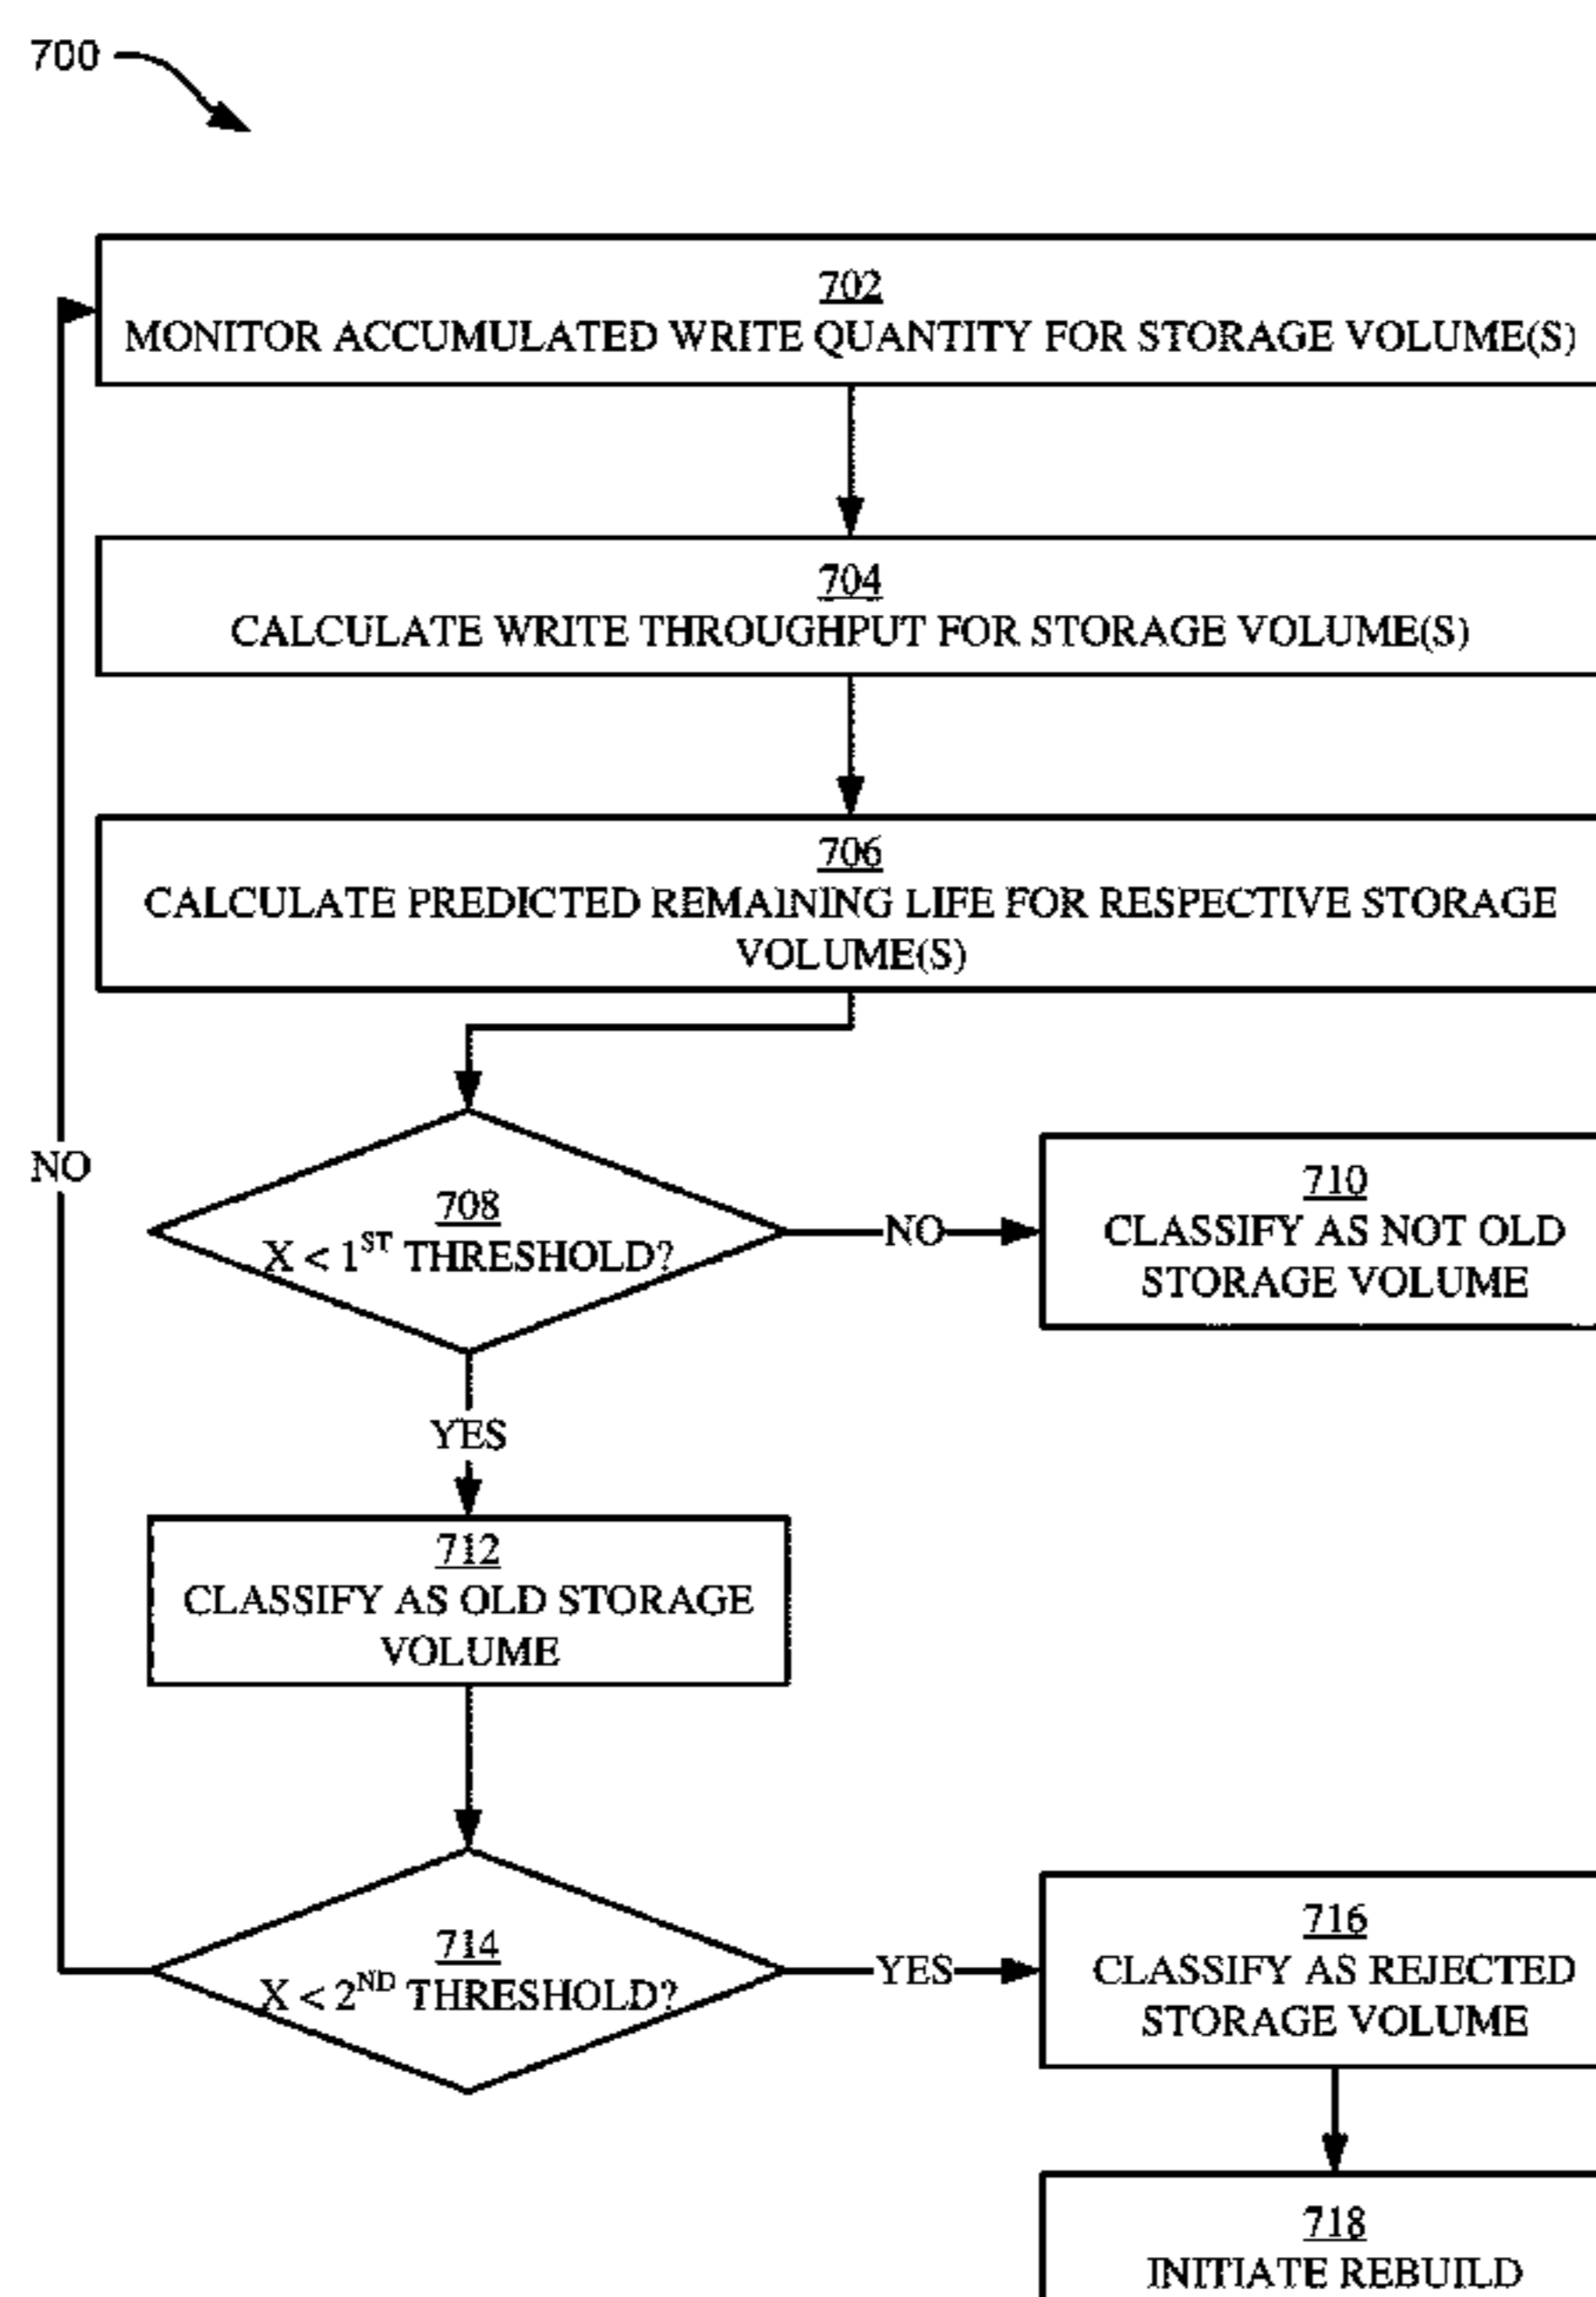 700
702
MONITOR ACCUMULATED WRITE QUANTITY FOR STORAGE VOLUME(S)
704
CALCULATE WRITE THROUGHPUT FOR STORAGE VOLUME(S)
706
CALCULATE PREDICTED REMAINING LIFE FOR RESPECTIVE STORAGE
VOLUME(S)
NO
708
X < 1ST THRESHOLD?
NO
710
CLASSIFY AS NOT OLD
STORAGE VOLUME
YES
712
CLASSIFY AS OLD STORAGE
VOLUME
714
X < 2ND THRESHOLD?
YES
716
CLASSIFY AS REJECTED
STORAGE VOLUME
718
INITIATE REBUILD